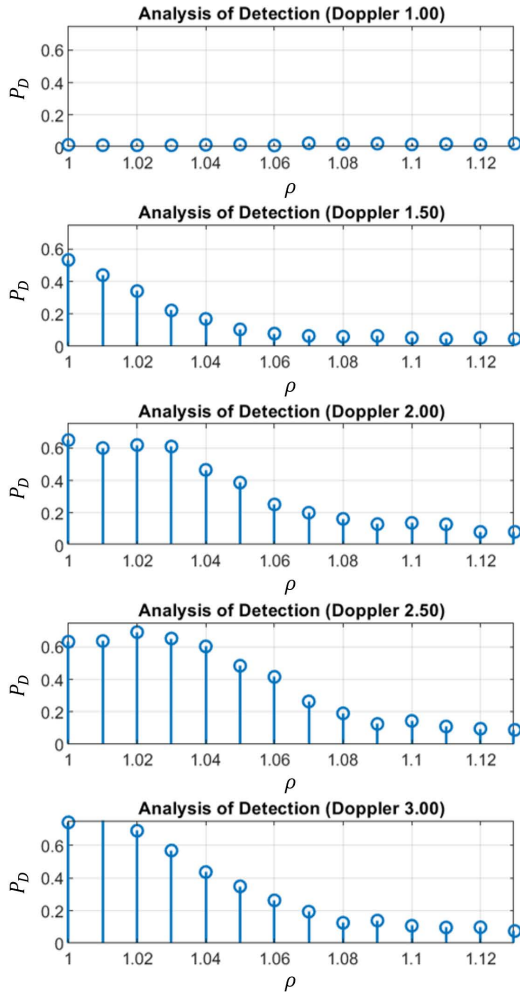 Analysis of Detection (Doppler 1.00)
0.6
0.4
0.2
0
P_D
1 1.02 1.04 1.06 1.08 1.1 1.12
ρ
Analysis of Detection (Doppler 1.50)
0.6
0.4
0.2
0
P_D
1 1.02 1.04 1.06 1.08 1.1 1.12
ρ
Analysis of Detection (Doppler 2.00)
0.6
0.4
0.2
0
P_D
1 1.02 1.04 1.06 1.08 1.1 1.12
ρ
Analysis of Detection (Doppler 2.50)
0.6
0.4
0.2
0
P_D
1 1.02 1.04 1.06 1.08 1.1 1.12
ρ
Analysis of Detection (Doppler 3.00)
0.6
0.4
0.2
0
P_D
1 1.02 1.04 1.06 1.08 1.1 1.12
ρ